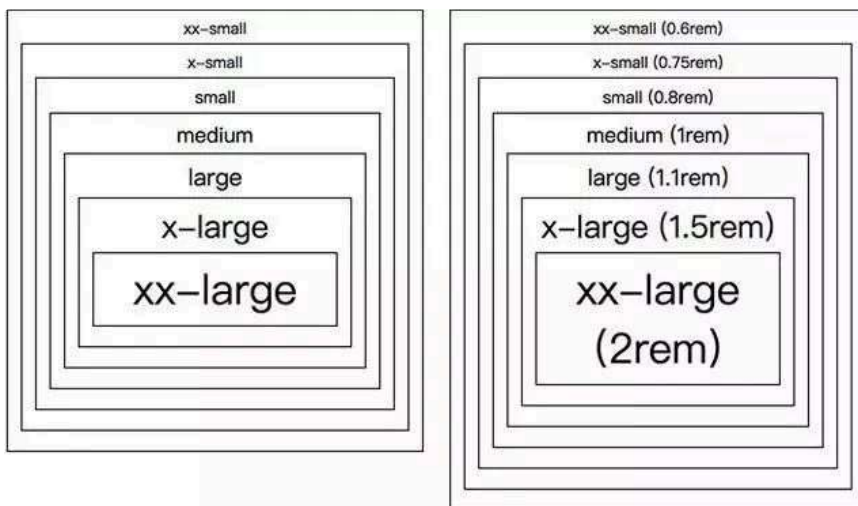 xx-small
x-small
small
medium
large
x-large
xx-large
xx-small (0.6rem)
x-small (0.75rem)
small (0.8rem)
medium (1rem)
large (1.1rem)
x-large (1.5rem)
xx-large
(2rem)